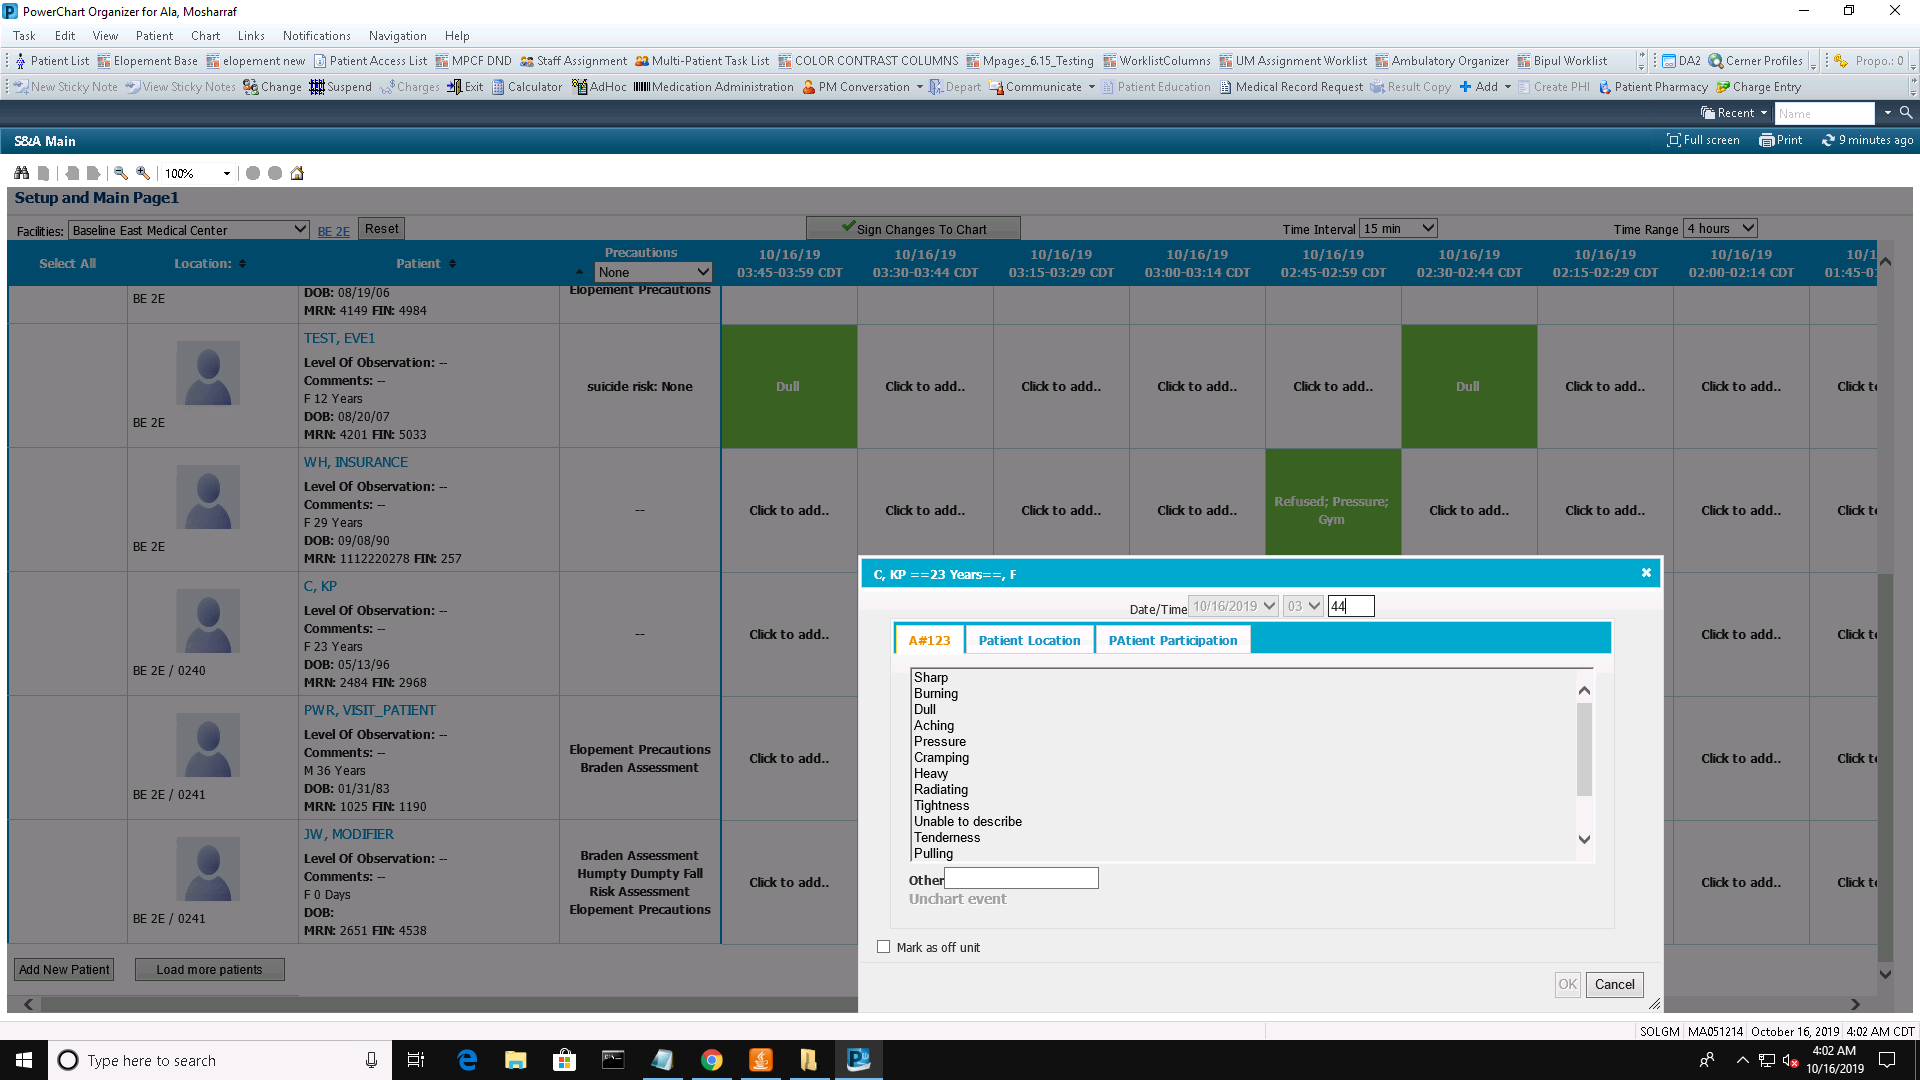 PowerChart Organizer for Ala, Mosharraf
Task Edit View Patient Chart Links Notifications Navigation Help
Patient List Elopement Base elopement new Patient Access List MPCF DND Staff Assignment Multi-Patient Task List COLOR CONTRAST COLUMNS Mpages_6.15_Testing WorklistColumns UM Assignment Worklist Ambulatory Organizer Bipul Worklist DA2 Cerner Profiles Propo.: 0
New Sticky Note View Sticky Notes Change Suspend Charges Exit Calculator AdHoc Medication Administration PM Conversation Depart Communicate Patient Education Medical Record Request Result Copy Add Create PHI Patient Pharmacy Charge Entry
Recent Name
S&A Main Full screen Print 9 minutes ago
100%
Setup and Main Page1
Facilities: Baseline East Medical Center BE 2E Reset Sign Changes To Chart Time Interval 15 min Time Range 4 hours
Select All Location: Patient Precautions None
10/16/19 10/16/19 10/16/19 10/16/19 10/16/19 10/16/19 10/16/19 10/16/19 10/1
03:45-03:59 CDT 03:30-03:44 CDT 03:15-03:29 CDT 03:00-03:14 CDT 02:45-02:59 CDT 02:30-02:44 CDT 02:15-02:29 CDT 02:00-02:14 CDT 01:45-0
BE 2E
DOB: 08/19/06
MRN: 4149 FIN: 4984
Elopement Precautions
TEST, EVE1
Level Of Observation: --
Comments: --
F 12 Years
DOB: 08/20/07
MRN: 4201 FIN: 5033
BE 2E
suicide risk: None
Dull Click to add.. Click to add.. Click to add.. Click to add.. Dull Click to add.. Click to add.. Click to
WH, INSURANCE
Level Of Observation: --
Comments: --
F 29 Years
DOB: 09/08/90
MRN: 1112220278 FIN: 257
BE 2E
--
Click to add.. Click to add.. Click to add.. Click to add.. Refused; Pressure; Gym Click to add.. Click to add.. Click to add.. Click to
C, KP
Level Of Observation: --
Comments: --
F 23 Years
DOB: 05/13/96
MRN: 2484 FIN: 2968
BE 2E / 0240
--
Click to add.. Click to add.. Click to
PWR, VISIT_PATIENT
Level Of Observation: --
Comments: --
M 36 Years
DOB: 01/31/83
MRN: 1025 FIN: 1190
BE 2E / 0241
Elopement Precautions
Braden Assessment
Click to add.. Click to add.. Click to
JW, MODIFIER
Level Of Observation: --
Comments: --
F 0 Days
DOB:
MRN: 2651 FIN: 4538
BE 2E / 0241
Braden Assessment
Humpty Dumpty Fall
Risk Assessment
Elopement Precautions
Click to add.. Click to add.. Click to
Add New Patient Load more patients
C, KP ==23 Years==, F
Date/Time 10/16/2019 03 44
A#123 Patient Location PAtient Participation
Sharp
Burning
Dull
Aching
Pressure
Cramping
Heavy
Radiating
Tightness
Unable to describe
Tenderness
Pulling
Other
Unchart event
Mark as off unit
OK Cancel
SOLGM MA051214 October 16, 2019 4:02 AM CDT
Type here to search
4:02 AM
10/16/2019